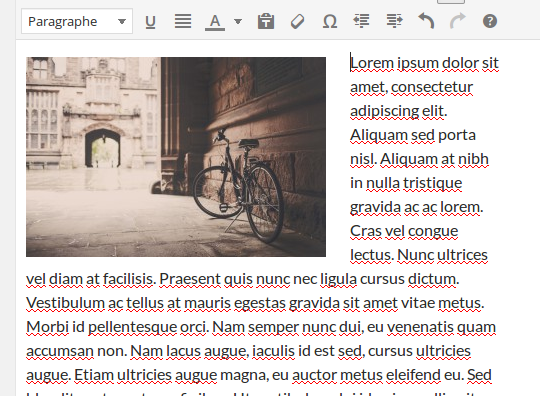 Paragraphe
Lorem ipsum dolor sit
amet, consectetur
adipiscing elit.
Aliquam sed porta
nisl. Aliquam at nibh
in nulla tristique
gravida ac ac lorem.
Cras vel congue
lectus. Nunc ultrices
vel diam at facilisis. Praesent quis nunc nec ligula cursus dictum.
Vestibulum ac tellus at mauris egestas gravida sit amet vitae metus.
Morbi id pellentesque orci. Nam semper nunc dui, eu venenatis quam
accumsan non. Nam lacus augue, iaculis id est sed, cursus ultricies
augue. Etiam ultricies augue magna, eu auctor metus eleifend eu. Sed